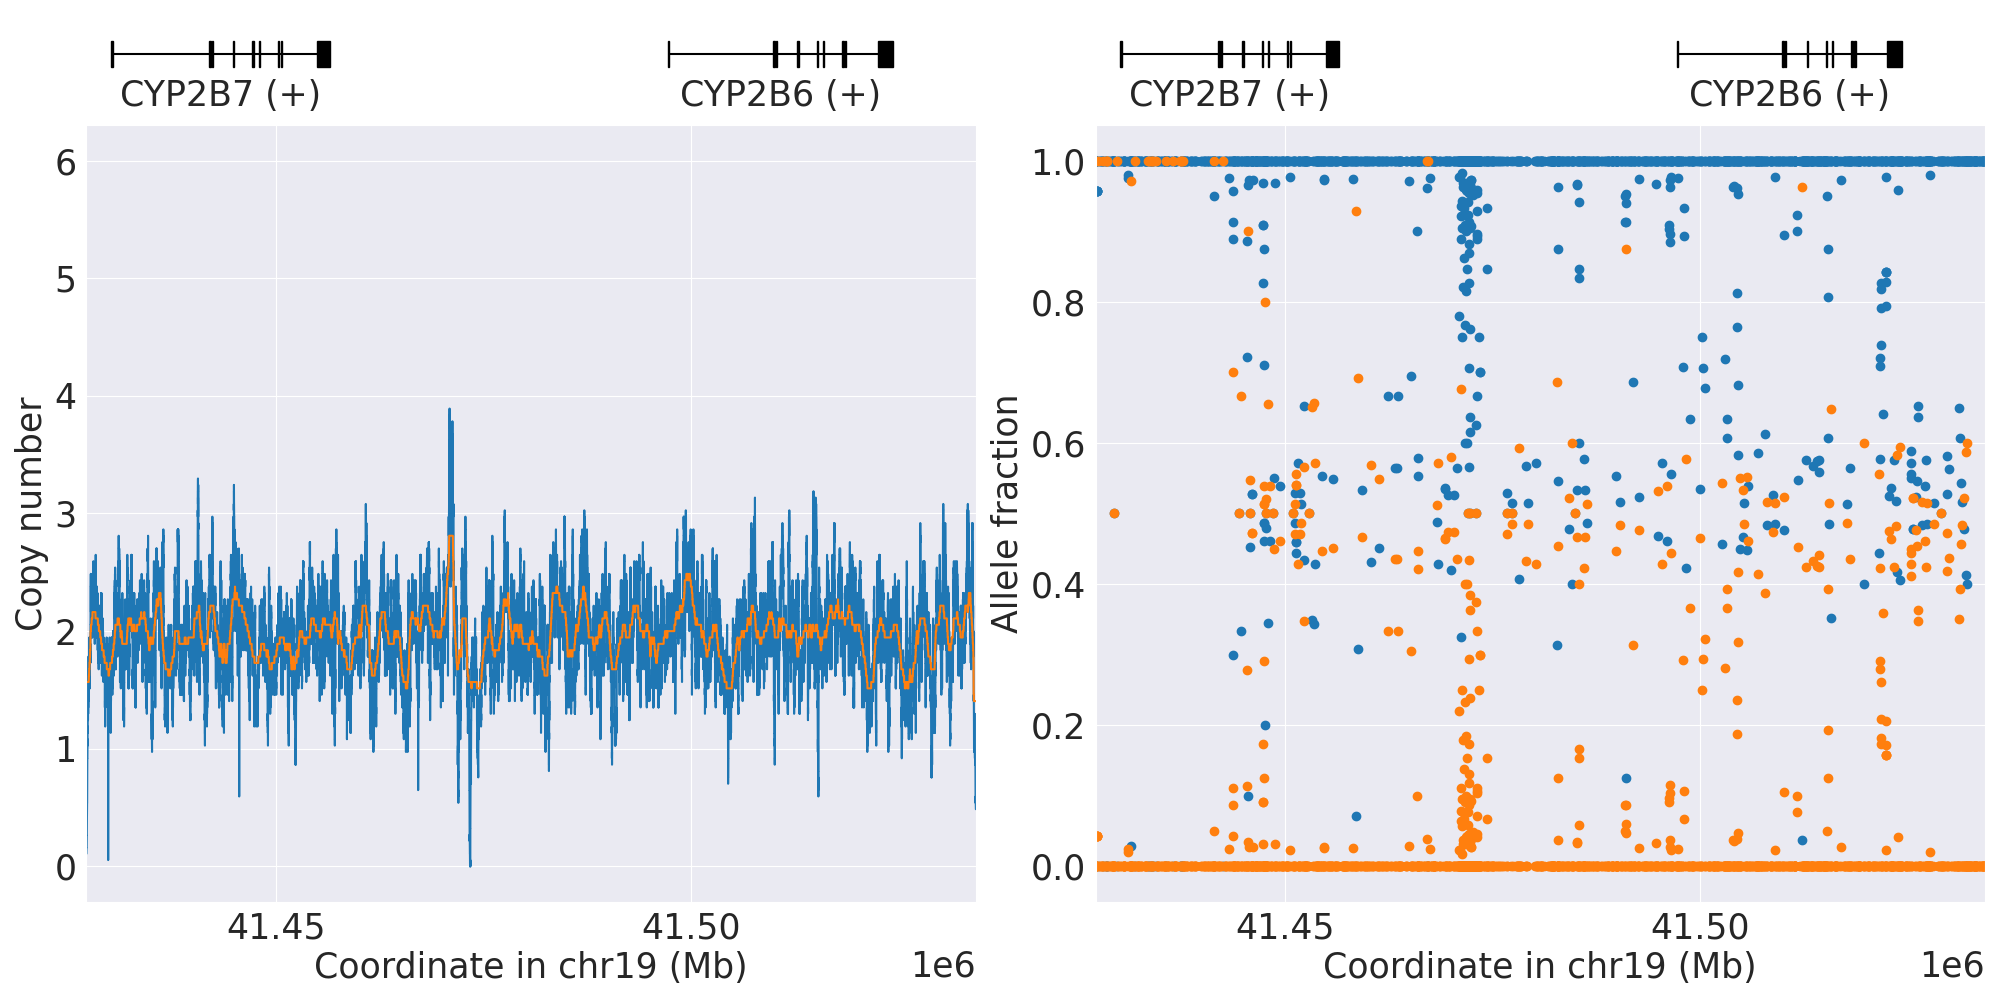 CYP2B7 (+)
CYP2B6 (+)
6
5
4
3
2
1
0
Copy number
41.45
41.50
Coordinate in chr19 (Mb)
1e6
CYP2B7 (+)
CYP2B6 (+)
1.0
0.8
0.6
0.4
0.2
0.0
Allele fraction
41.45
41.50
Coordinate in chr19 (Mb)
1e6